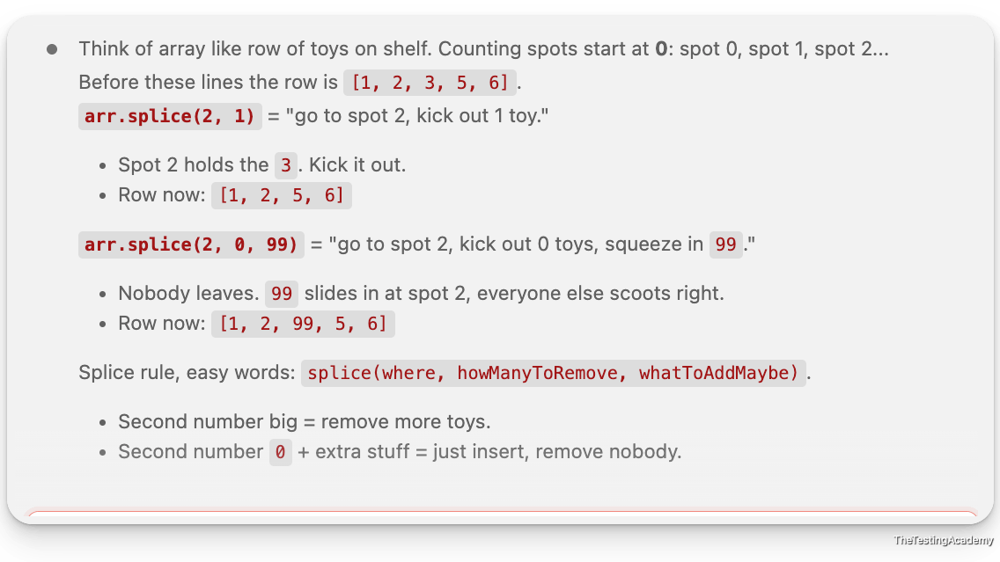 Think of array like row of toys on shelf. Counting spots start at 0: spot 0, spot 1, spot 2...
Before these lines the row is [1, 2, 3, 5, 6].
arr.splice(2, 1) = "go to spot 2, kick out 1 toy."
Spot 2 holds the 3. Kick it out.
Row now: [1, 2, 5, 6]
arr.splice(2, 0, 99) = "go to spot 2, kick out 0 toys, squeeze in 99."
Nobody leaves. 99 slides in at spot 2, everyone else scoots right.
Row now: [1, 2, 99, 5, 6]
Splice rule, easy words: splice(where, howManyToRemove, whatToAddMaybe).
Second number big = remove more toys.
Second number 0 + extra stuff = just insert, remove nobody.
TheTestingAcademy